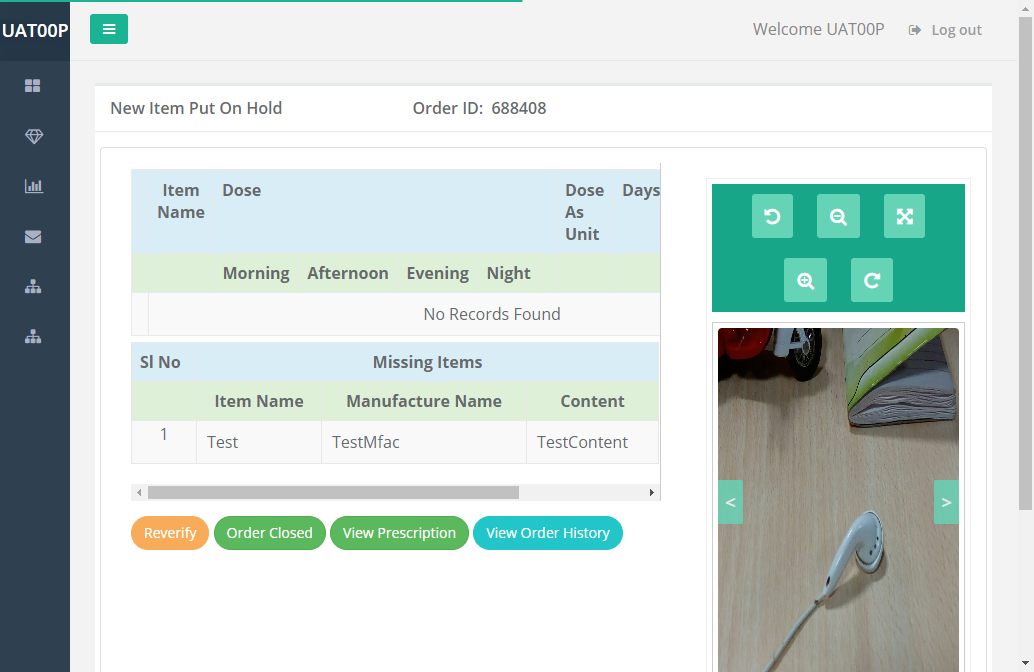 UAT00P
Welcome UAT00P
Log out
New Item Put On Hold
Order ID: 688408
Item Name
Dose
Dose As Unit
Days
Morning
Afternoon
Evening
Night
No Records Found
Sl No
Missing Items
Item Name
Manufacture Name
Content
1
Test
TestMfac
TestContent
<
>
Reverify
Order Closed
View Prescription
View Order History